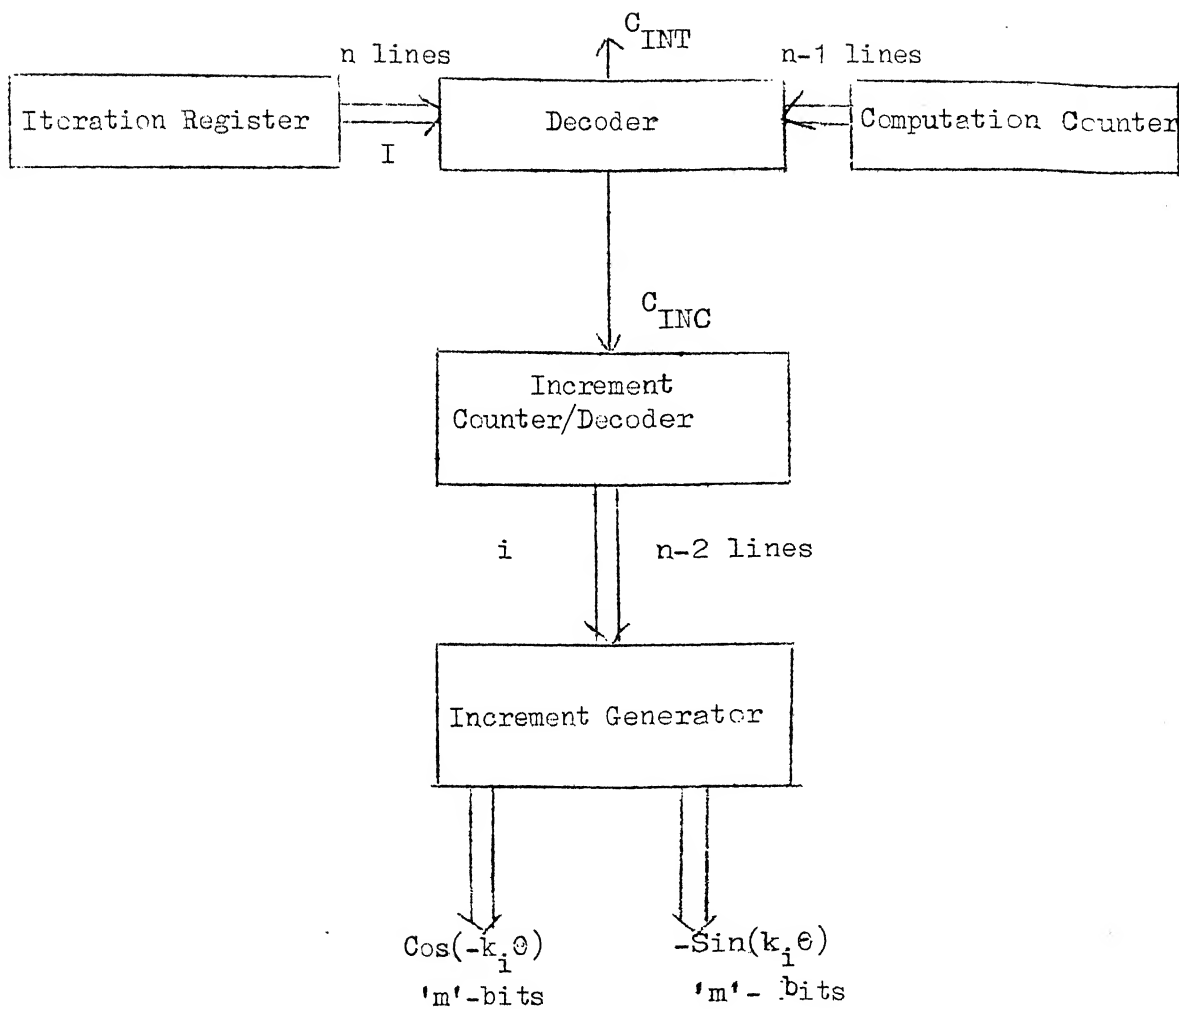 C_INT
n lines
n-1 lines
Iteration Register
Decoder
Computation Counter
I
C_INC
Increment
Counter/Decoder
i
n-2 lines
Increment Generator
Cos(-k_iθ)
-Sin(k_iθ)
'm'-bits
'm'- bits